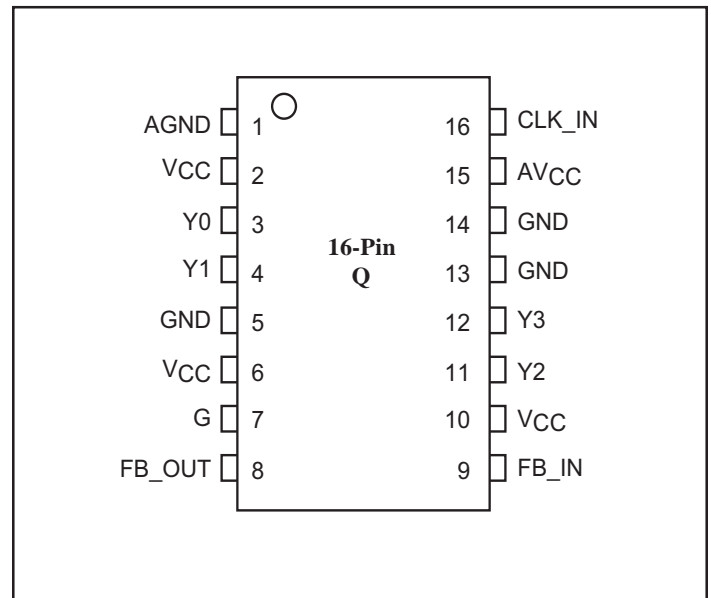 AGND 1 16 CLK_IN
VCC 2 15 AVCC
Y0 3 14 GND
16-Pin
Q
Y1 4 13 GND
GND 5 12 Y3
VCC 6 11 Y2
G 7 10 VCC
FB_OUT 8 9 FB_IN